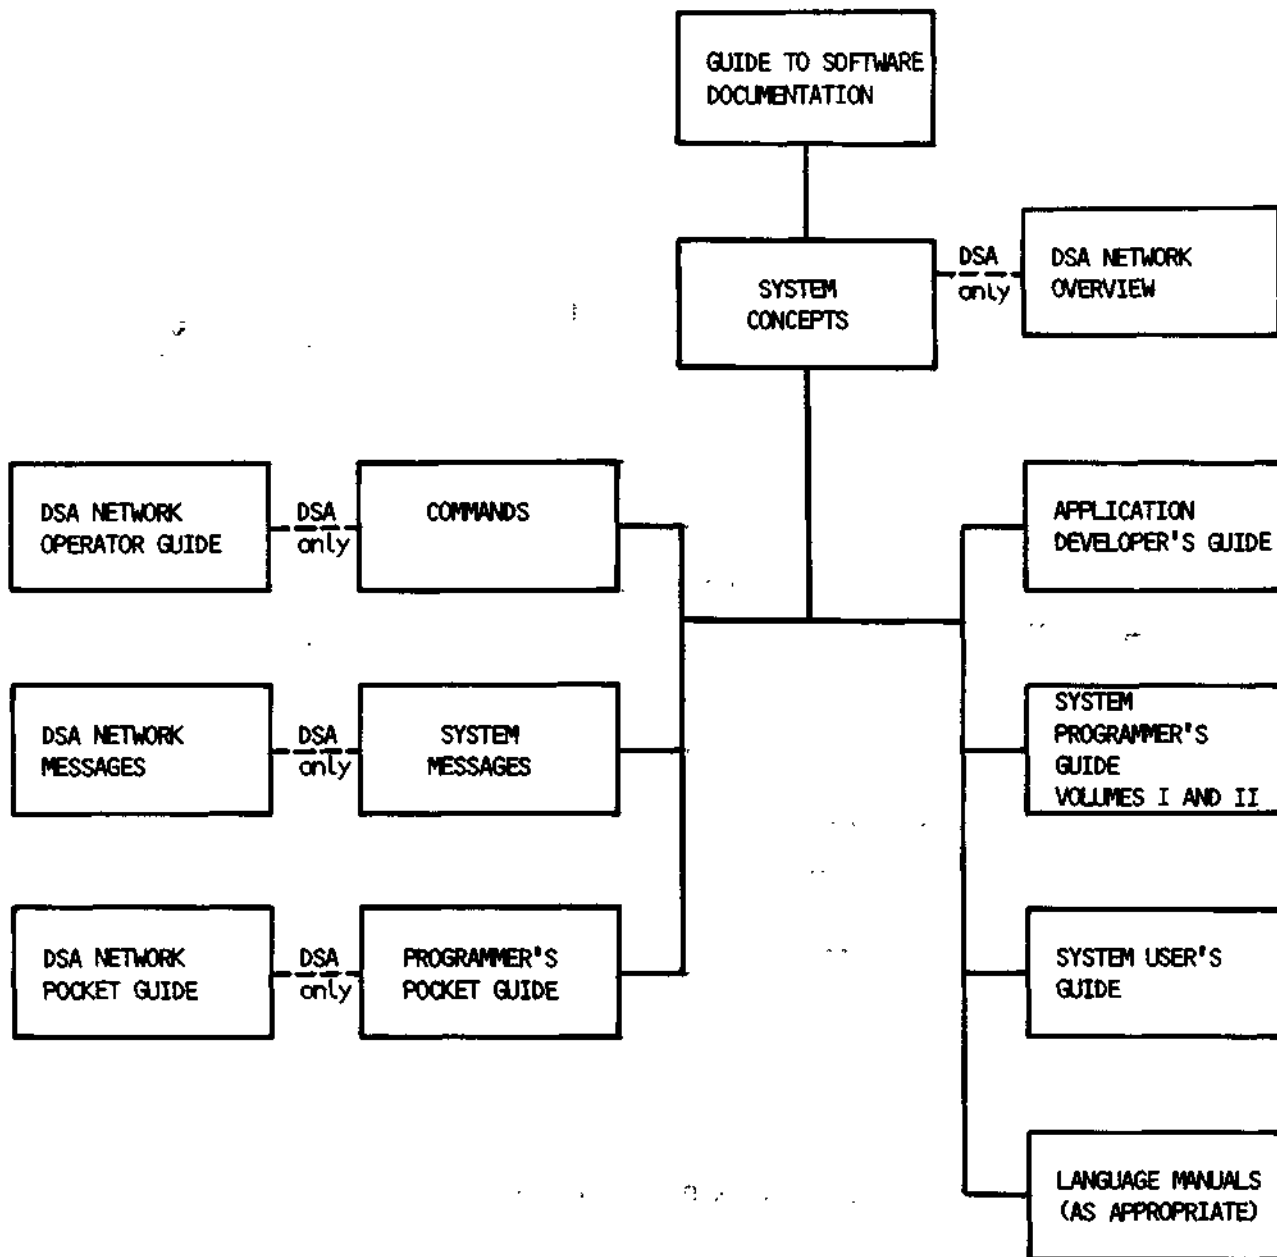 GUIDE TO SOFTWARE
DOCUMENTATION
SYSTEM
CONCEPTS
DSA
only
DSA NETWORK
OVERVIEW
DSA NETWORK
OPERATOR GUIDE
DSA
only
COMMANDS
APPLICATION
DEVELOPER'S GUIDE
DSA NETWORK
MESSAGES
DSA
only
SYSTEM
MESSAGES
SYSTEM
PROGRAMMER'S
GUIDE
VOLUMES I AND II
DSA NETWORK
POCKET GUIDE
DSA
only
PROGRAMMER'S
POCKET GUIDE
SYSTEM USER'S
GUIDE
LANGUAGE MANUALS
(AS APPROPRIATE)